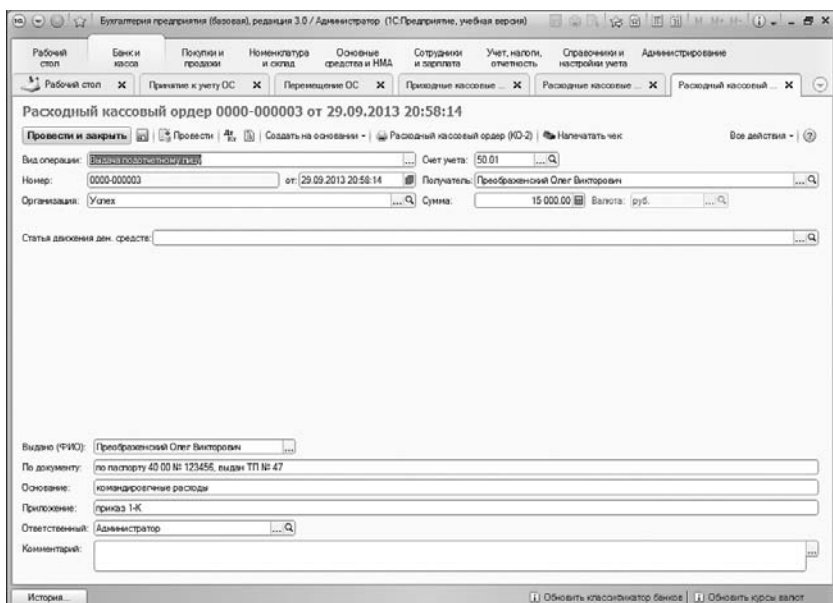 Бухгалтерия предприятия (базовая), редакция 3.0 / Администратор (1С:Предприятие, учебная версия)
M M+ M-
Рабочий стол
Банк и касса
Покупки и продажи
Номенклатура и склад
Основные средства и НМА
Сотрудники и зарплата
Учет, налоги, отчетность
Справочники и настройки учета
Администрирование
Рабочий стол
Принятие к учету ОС
Перемещение ОС
Приходные кассовые ...
Расходные кассовые ...
Расходный кассовый ...
Расходный кассовый ордер 0000-000003 от 29.09.2013 20:58:14
Провести и закрыть
Провести
Создать на основании
Расходный кассовый ордер (КО-2)
Напечатать чек
Все действия
Вид операции: Выдача подотчетному лицу ... Счет учета: 50.01 ...
Номер: 0000-000003 от: 29.09.2013 20:58:14 Получатель: Преображенский Олег Викторович ...
Организация: Успех ... Сумма: 15 000.00 Валюта: руб. ...
Статья движения ден. средств: ...
Выдано (ФИО): Преображенский Олег Викторович ...
По документу: по паспорту 40 00 № 123456, выдан ТП № 47
Основание: командировочные расходы
Приложение: приказ 1-К
Ответственный: Администратор ...
Комментарий: ...
История...
Обновить классификатор банков
Обновить курсы валют